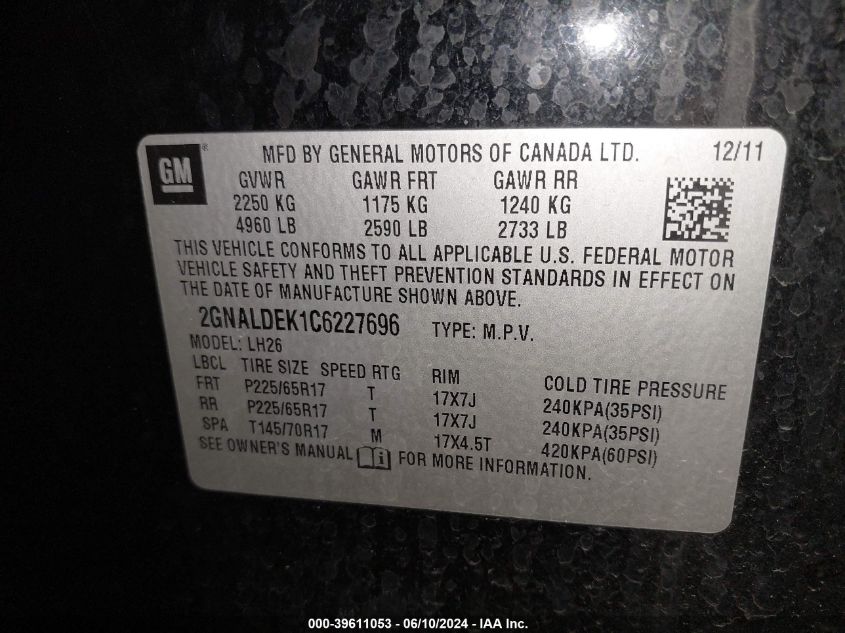 GM® MFD BY GENERAL MOTORS OF CANADA LTD. 12/11
GVWR GAWR FRT GAWR RR
2250 KG 1175 KG 1240 KG
4960 LB 2590 LB 2733 LB
THIS VEHICLE CONFORMS TO ALL APPLICABLE U.S. FEDERAL MOTOR
VEHICLE SAFETY AND THEFT PREVENTION STANDARDS IN EFFECT ON
THE DATE OF MANUFACTURE SHOWN ABOVE.
2GNALDEK1C6227696 TYPE: M.P.V.
MODEL: LH26
LBCL TIRE SIZE SPEED RTG RIM COLD TIRE PRESSURE
FRT P225/65R17 T 17X7J 240KPA(35PSI)
RR P225/65R17 T 17X7J 240KPA(35PSI)
SPA T145/70R17 M 17X4.5T 420KPA(60PSI)
SEE OWNER'S MANUAL FOR MORE INFORMATION.
000-39611053 - 06/10/2024 - IAA Inc.